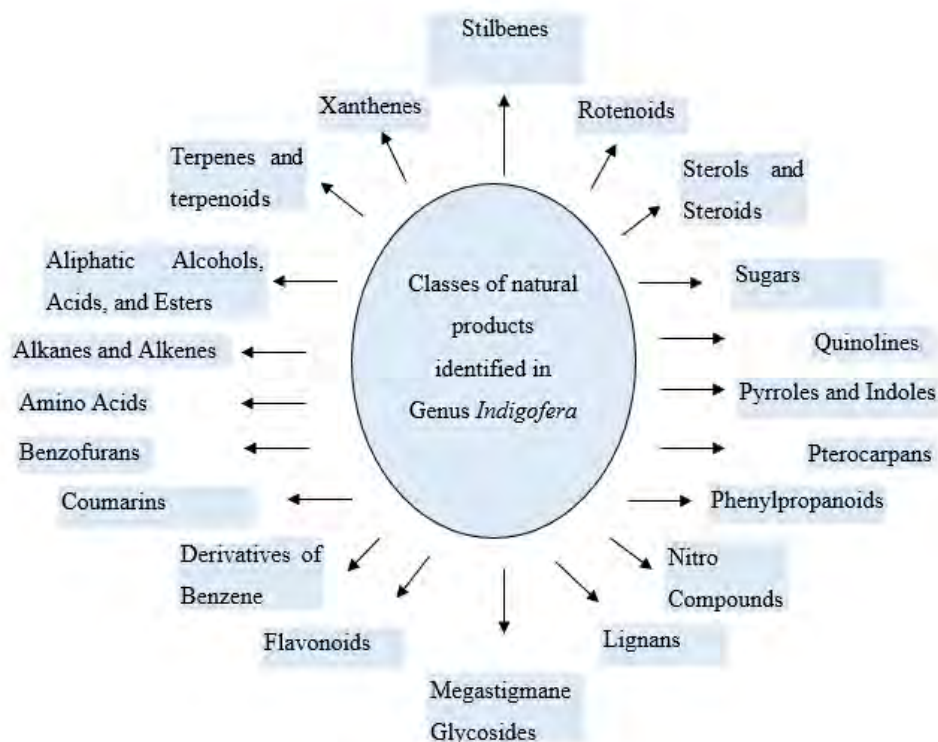 Stilbenes
Xanthenes
Rotenoids
Terpenes and
terpenoids
Sterols and
Steroids
Aliphatic Alcohols,
Acids, and Esters
Classes of natural
products
identified in
Genus Indigofera
Sugars
Alkanes and Alkenes
Quinolines
Amino Acids
Pyrroles and Indoles
Benzofurans
Pterocarpans
Coumarins
Phenylpropanoids
Derivatives of
Benzene
Nitro
Compounds
Flavonoids
Lignans
Megastigmane
Glycosides